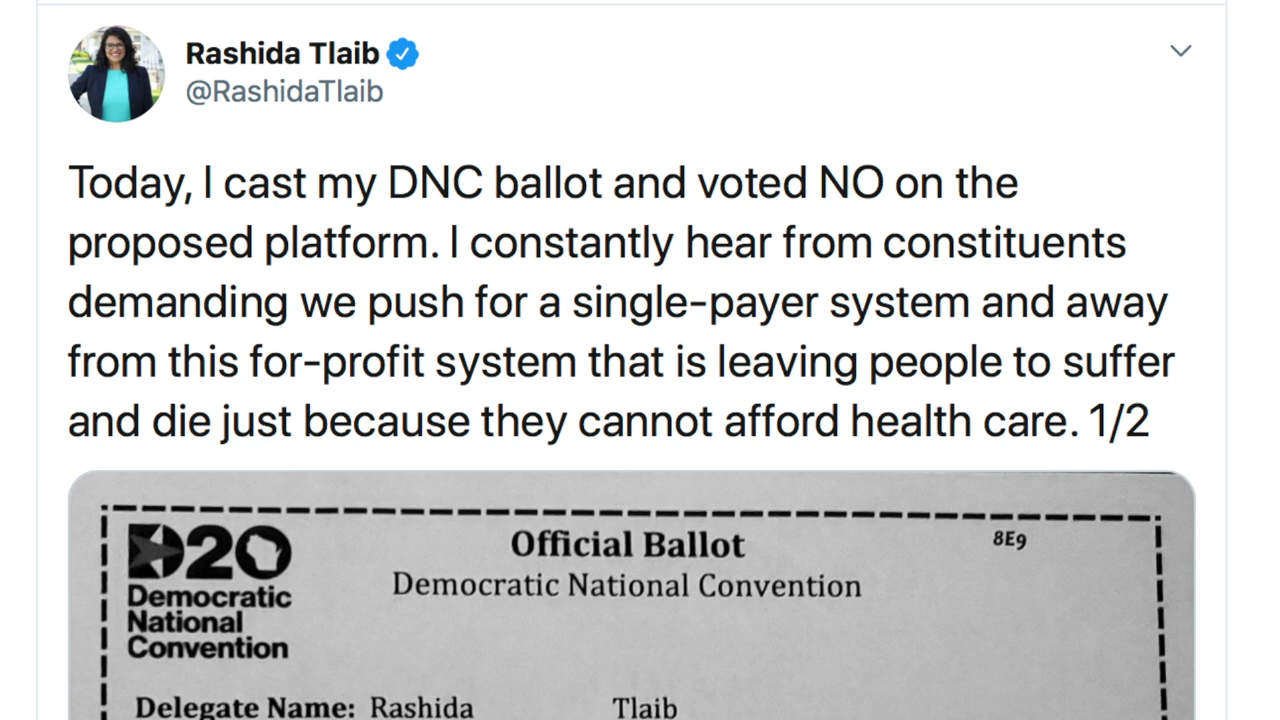 Rashida Tlaib
@RashidaTlaib
Today, I cast my DNC ballot and voted NO on the
proposed platform. I constantly hear from constituents
demanding we push for a single-payer system and away
from this for-profit system that is leaving people to suffer
and die just because they cannot afford health care. 1/2
D20
Democratic
National
Convention
Official Ballot
Democratic National Convention
8E9
Delegate Name: Rashida Tlaib